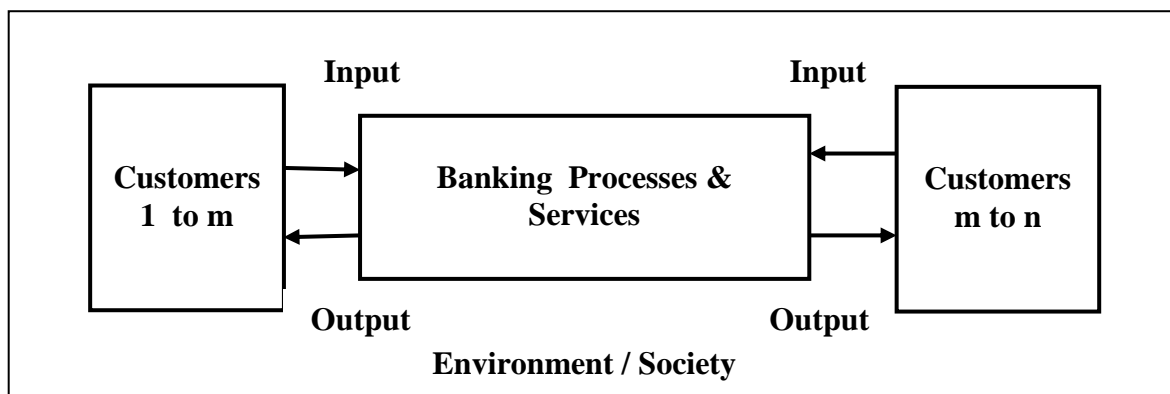 Input
Input
Customers
1 to m
Banking Processes &
Services
Customers
m to n
Output
Output
Environment / Society